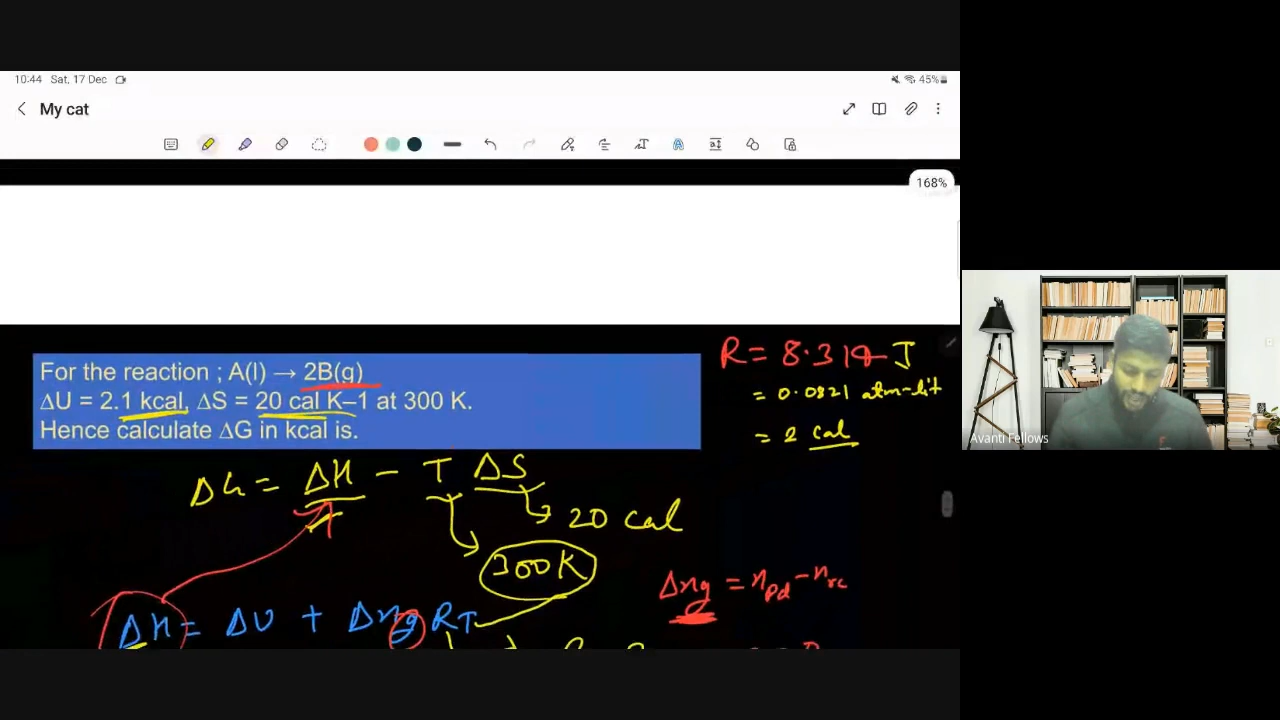 10:44 Sat, 17 Dec
45%
My cat
168%
For the reaction ; A(l) → 2B(g)
ΔU = 2.1 kcal, ΔS = 20 cal K–1 at 300 K.
Hence calculate ΔG in kcal is.
R = 8.314 J
= 0.0821 atm-lit
= 2 cal
ΔG = ΔH - T ΔS
20 cal
300K
Δng = npd - nrc
ΔH = ΔU + Δng RT
Avanti Fellows